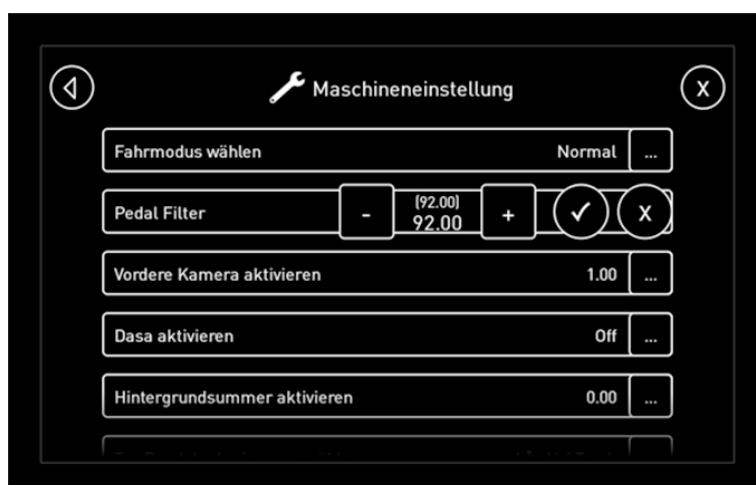 Maschineneinstellung X
Fahrmodus wählen Normal ...
Pedal Filter - [92.00] 92.00 + X
Vordere Kamera aktivieren 1.00 ...
Dasa aktivieren Off ...
Hintergrundsummer aktivieren 0.00 ...